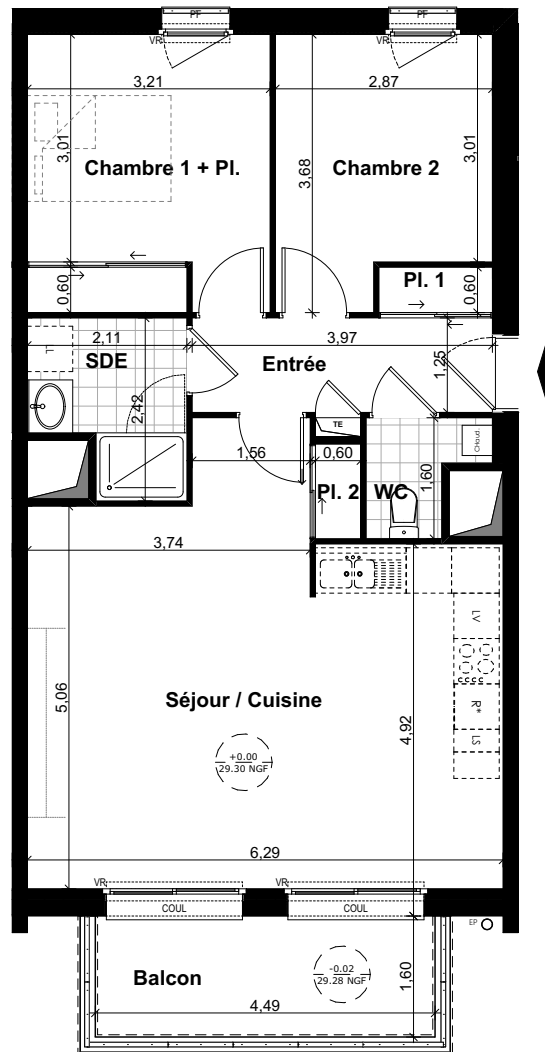 PF
PF
VR
VR
3,21
2,87
3,01
3,68
3,01
Chambre 1 + Pl.
Chambre 2
0,60
Pl. 1
0,60
2,11
3,97
1,25
LL
SDE
Entrée
2,42
TE
Chaud.
1,56
0,60
1,60
Pl. 2
WC
3,74
LV
5,06
4,92
Séjour / Cuisine
R*
LS
+0.00
29.30 NGF
6,29
VR
VR
COUL
COUL
EP
Balcon
-0.02
29.28 NGF
1,60
4,49